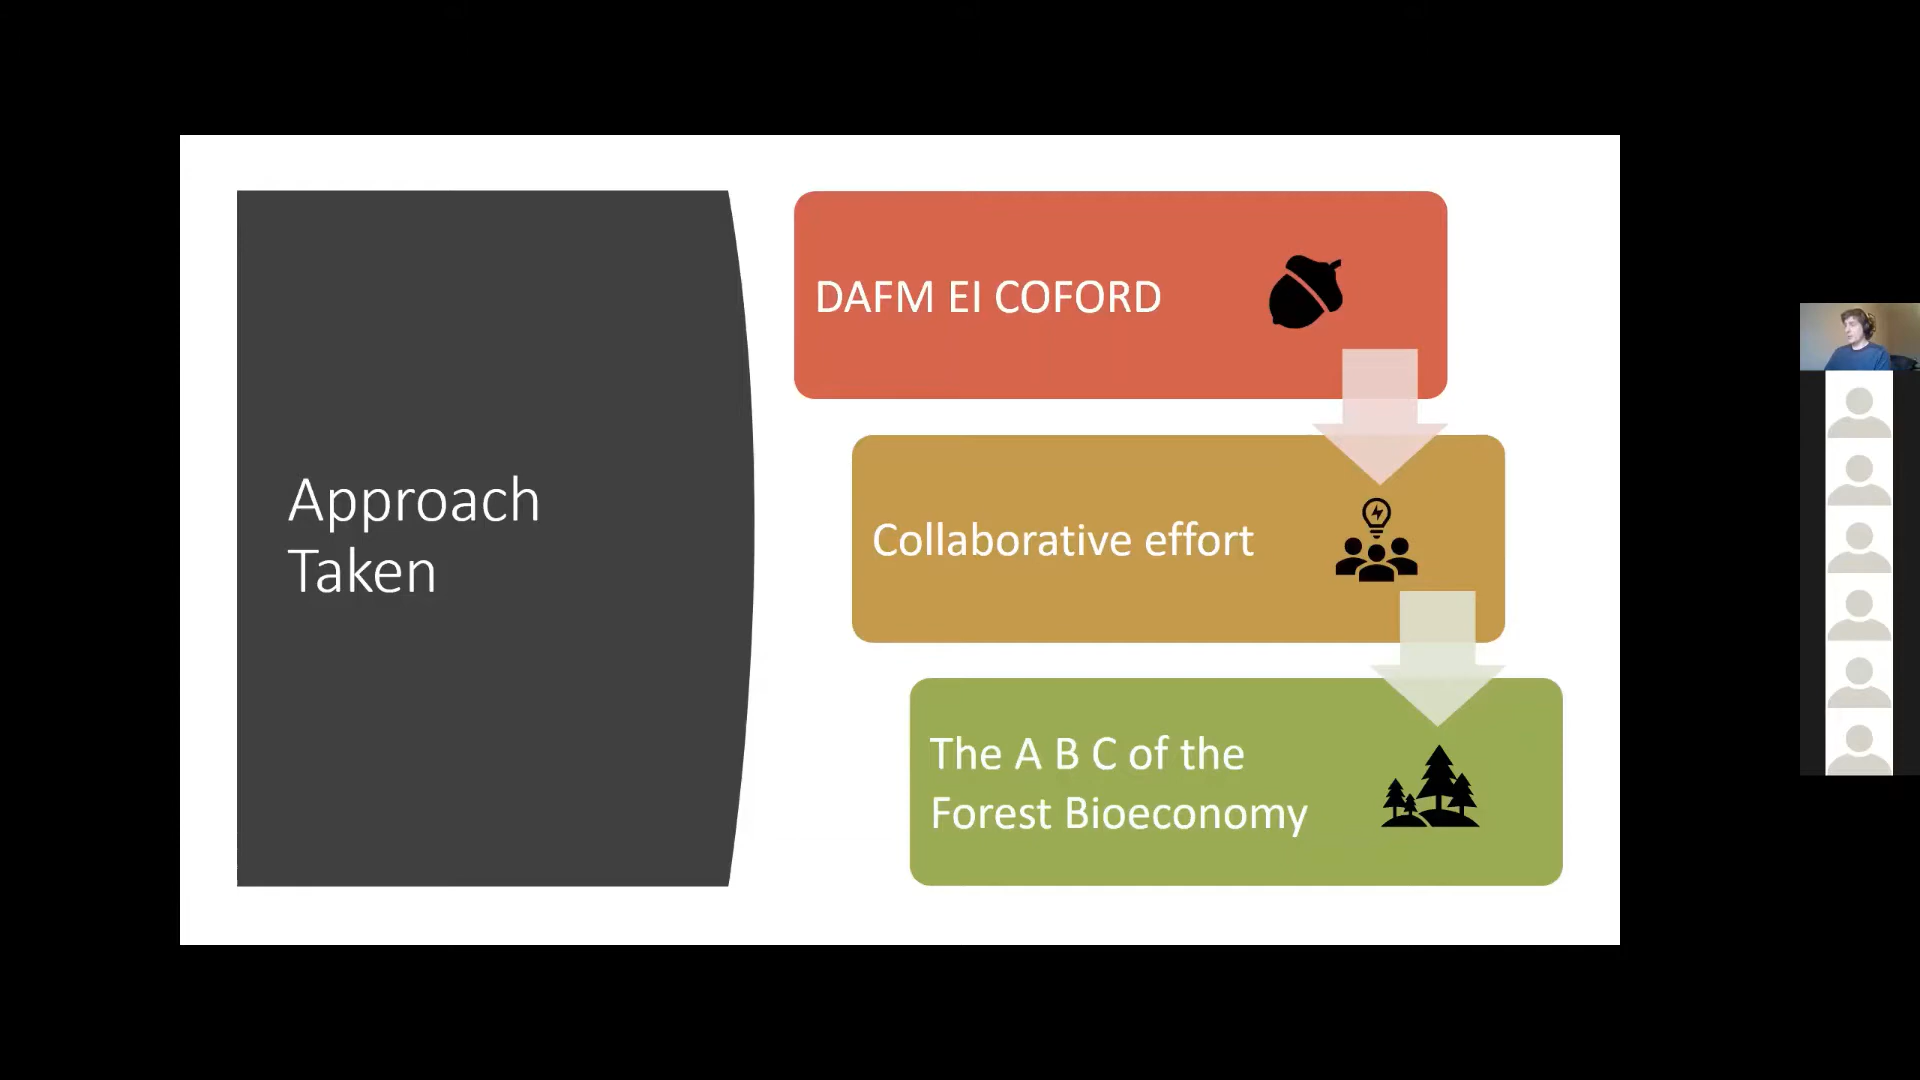 Approach
Taken
DAFM EI COFORD
Collaborative effort
The A B C of the
Forest Bioeconomy